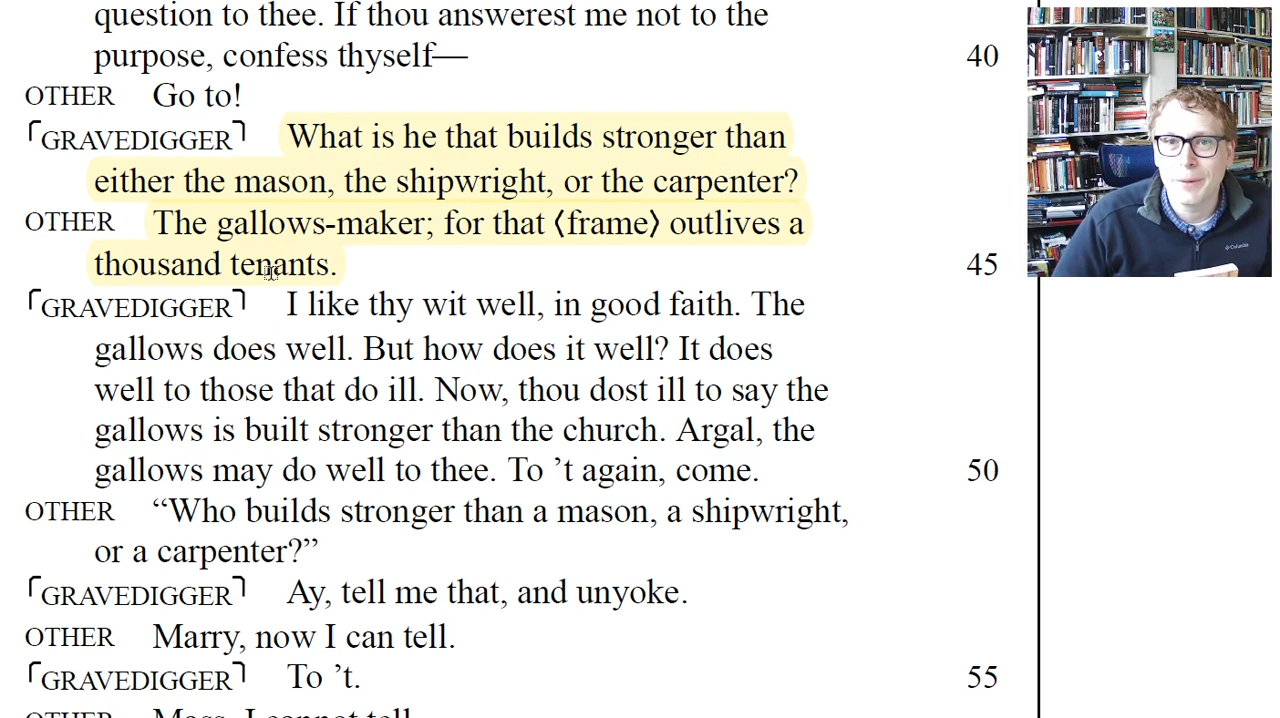 question to thee. If thou answerest me not to the
purpose, confess thyself— 40
OTHER Go to!
⌜GRAVEDIGGER⌝ What is he that builds stronger than
either the mason, the shipwright, or the carpenter?
OTHER The gallows-maker; for that ⟨frame⟩ outlives a
thousand tenants. 45
⌜GRAVEDIGGER⌝ I like thy wit well, in good faith. The
gallows does well. But how does it well? It does
well to those that do ill. Now, thou dost ill to say the
gallows is built stronger than the church. Argal, the
gallows may do well to thee. To ’t again, come. 50
OTHER “Who builds stronger than a mason, a shipwright,
or a carpenter?”
⌜GRAVEDIGGER⌝ Ay, tell me that, and unyoke.
OTHER Marry, now I can tell.
⌜GRAVEDIGGER⌝ To ’t. 55
OTHER Mass, I cannot tell.
Columbia